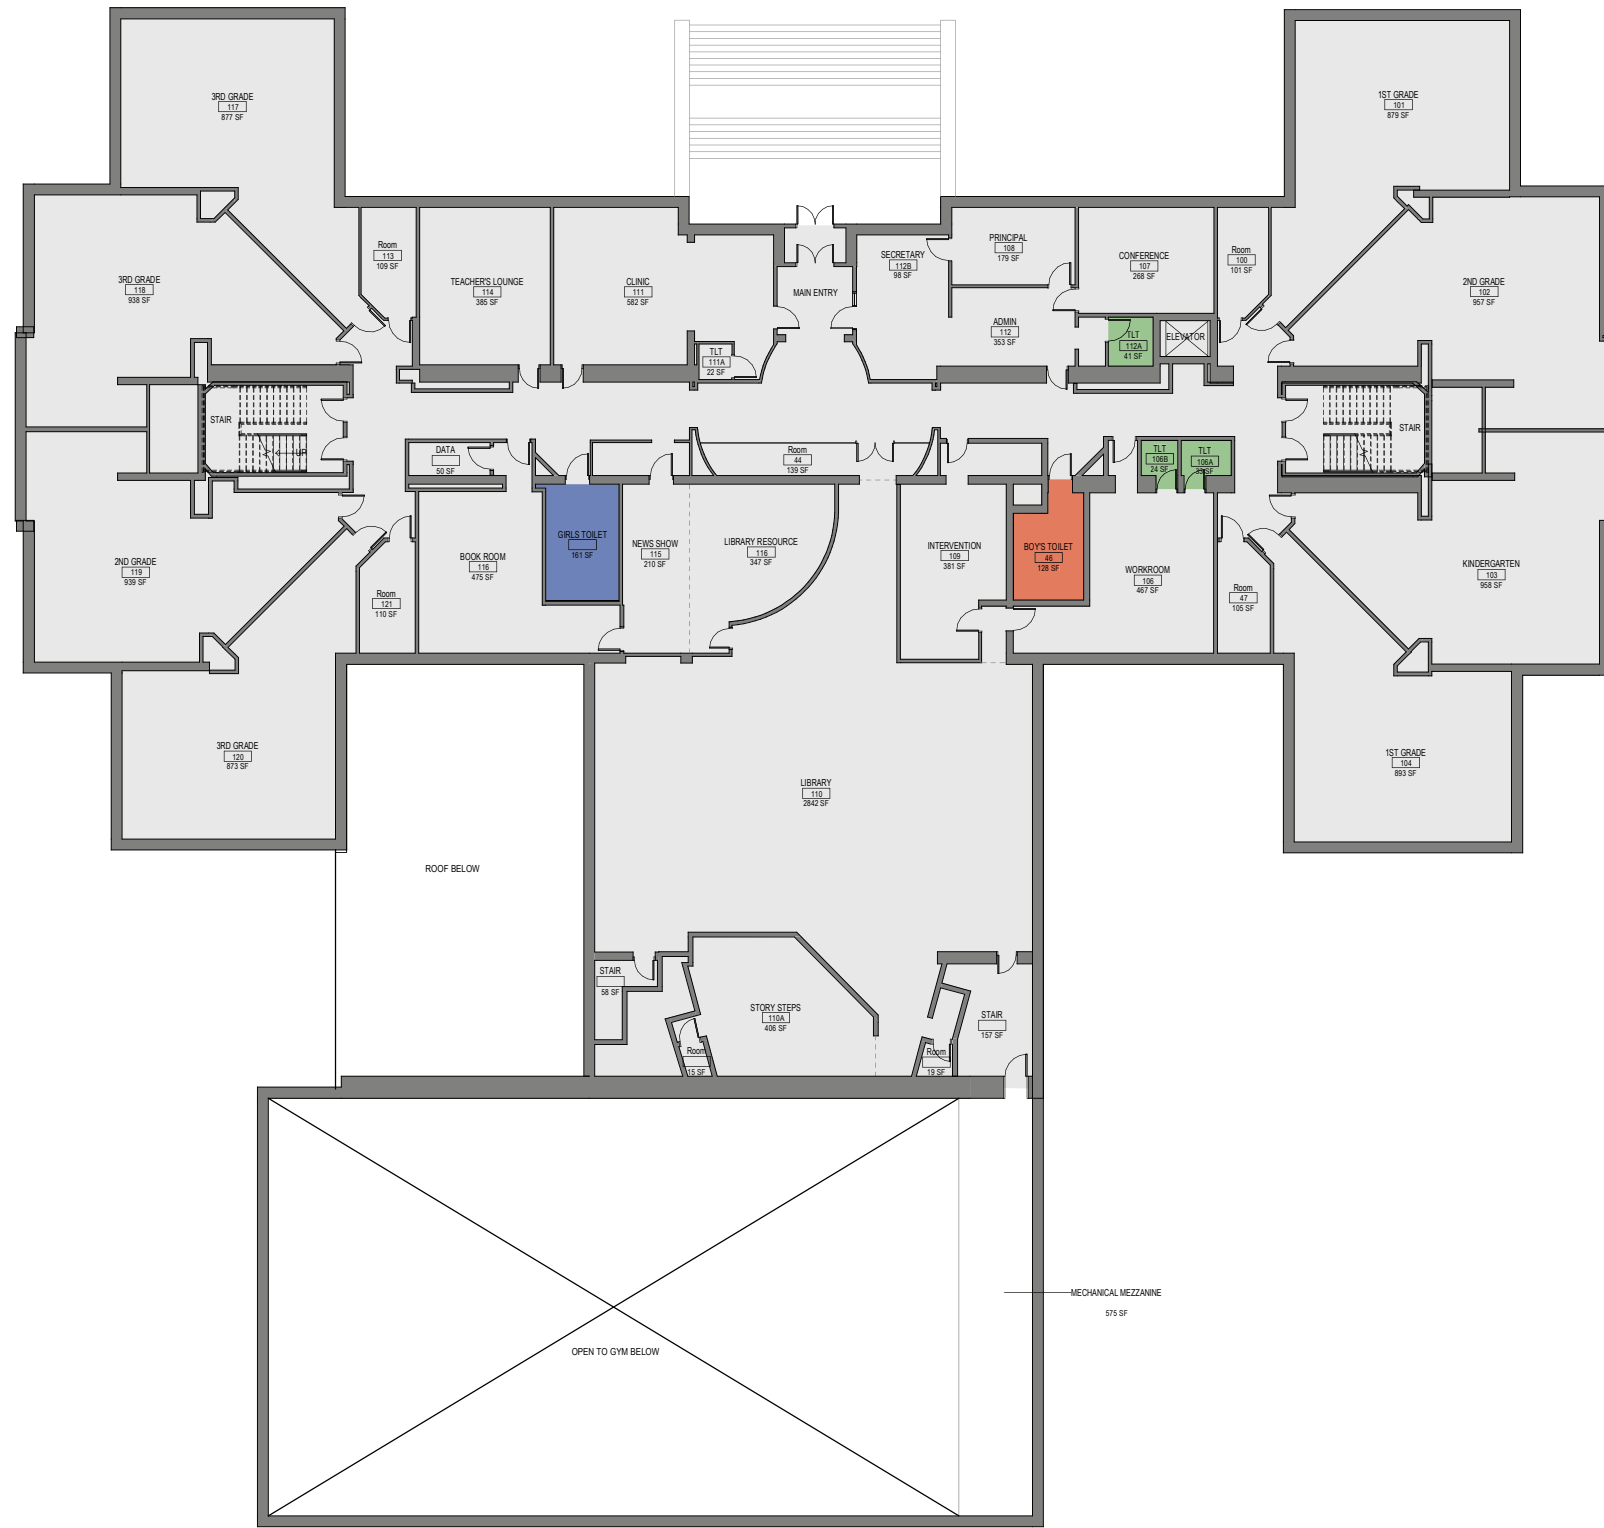 3RD GRADE
117
877 SF
1ST GRADE
101
879 SF
Room
113
109 SF
TEACHER'S LOUNGE
114
385 SF
CLINIC
111
582 SF
MAIN ENTRY
SECRETARY
112B
98 SF
PRINCIPAL
108
179 SF
CONFERENCE
107
268 SF
Room
100
101 SF
3RD GRADE
118
938 SF
2ND GRADE
102
957 SF
ADMIN
112
353 SF
TLT
111A
22 SF
TLT
112A
41 SF
ELEVATOR
STAIR
UP
STAIR
DATA
50 SF
Room
44
139 SF
TLT
106B
24 SF
TLT
106A
33 SF
GIRLS TOILET
161 SF
NEWS SHOW
115
210 SF
LIBRARY RESOURCE
116
347 SF
INTERVENTION
109
381 SF
BOY'S TOILET
46
128 SF
BOOK ROOM
116
475 SF
WORKROOM
106
467 SF
2ND GRADE
119
939 SF
KINDERGARTEN
103
958 SF
Room
121
110 SF
Room
47
105 SF
3RD GRADE
120
873 SF
1ST GRADE
104
893 SF
LIBRARY
110
2842 SF
ROOF BELOW
STAIR
58 SF
STORY STEPS
110A
406 SF
STAIR
157 SF
Room
15 SF
Room
19 SF
MECHANICAL MEZZANINE
575 SF
OPEN TO GYM BELOW